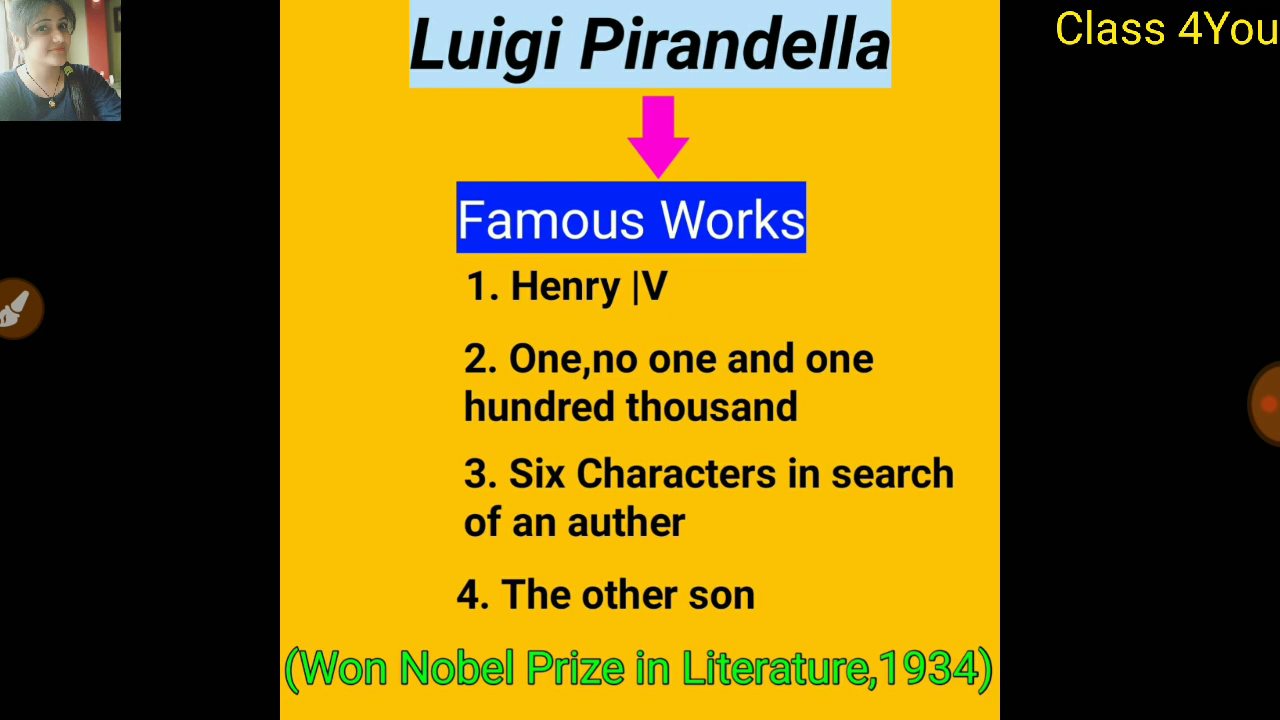 Luigi Pirandella
Class 4You
Famous Works
1. Henry |V
2. One,no one and one
hundred thousand
3. Six Characters in search
of an auther
4. The other son
(Won Nobel Prize in Literature,1934)